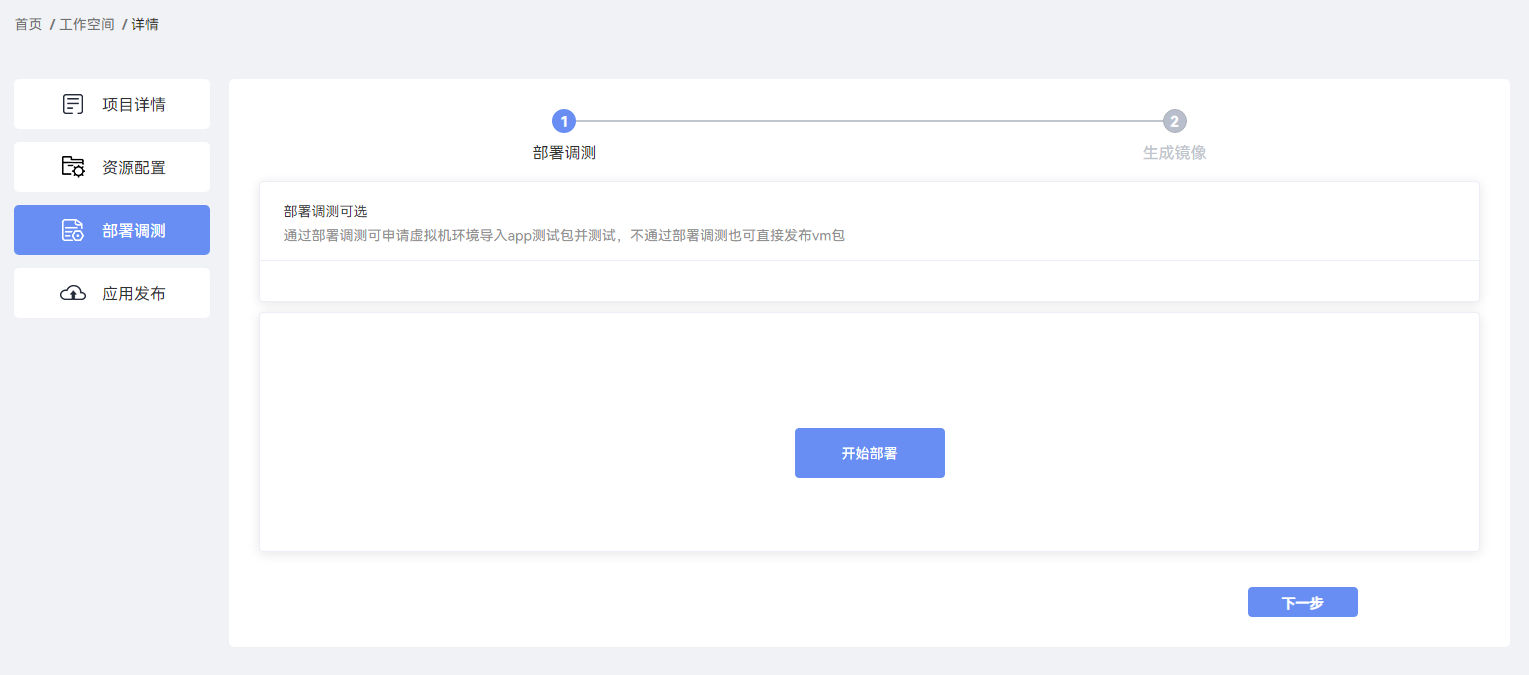 首页 / 工作空间 / 详情
项目详情
资源配置
部署调测
应用发布
1
2
部署调测
生成镜像
部署调测可选
通过部署调测可申请虚拟机环境导入app测试包并测试，不通过部署调测也可直接发布vm包
开始部署
下一步